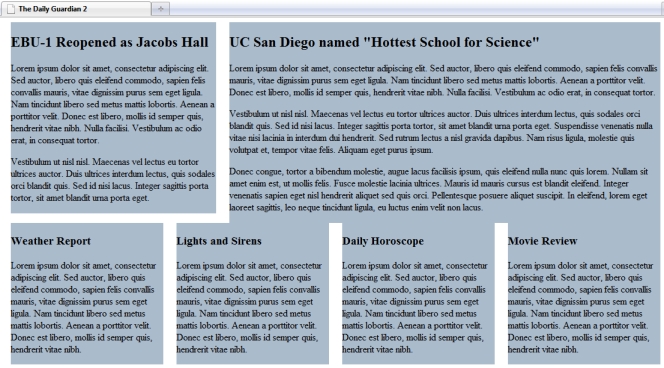 The Daily Guardian 2
EBU-1 Reopened as Jacobs Hall
Lorem ipsum dolor sit amet, consectetur adipiscing elit.
Sed auctor, libero quis eleifend commodo, sapien felis
convallis mauris, vitae dignissim purus sem eget ligula.
Nam tincidunt libero sed metus mattis lobortis. Aenean a
porttitor velit. Donec est libero, mollis id semper quis,
hendrerit vitae nibh. Nulla facilisi. Vestibulum ac odio
erat, in consequat tortor.
Vestibulum ut nisl nisl. Maecenas vel lectus eu tortor
ultrices auctor. Duis ultrices lectus quis, quis sodales
orci blandit quis. Sed id nisi lacus. Integer sagittis porta
tortor, sit amet blandit urna porta eget.
UC San Diego named "Hottest School for Science"
Lorem ipsum dolor sit amet, consectetur adipiscing elit. Sed auctor, libero quis eleifend commodo, sapien felis convallis
mauris, vitae dignissim purus sem eget ligula. Nam tincidunt libero sed metus mattis lobortis. Aenean a porttitor velit.
Donec est libero, mollis id semper quis, hendrerit vitae nibh. Nulla facilisi. Vestibulum ac odio erat, in consequat tortor.
Vestibulum ut nisl nisl. Maecenas vel lectus eu tortor ultrices auctor. Duis ultrices lectus tortor, quis sodales orci
blandit quis. Sed id nisi lacus. Integer sagittis porta tortor, sit amet blandit urna porta eget. Suspendisse venenatis nulla
vitae nisi lacinia in interdum dui hendrerit. Sed rutrum lectus a nisl gravida dapibus. Nam risus ligula, molestie quis
volutpat et, tempor vitae felis. Aliquam eget purus ipsum.
Donec congue, tortor a bibendum molestie, augue lacus facilisis ipsum, quis eleifend nulla nunc quis lorem. Nullam sit
amet enim est, ut mollis felis. Fusce molestie lacinia ultrices. Mauris id mauris cursus est blandit eleifend. Integer
venenatis sapien eget nisl hendrerit aliquet sed quis orci. Pellentesque posuere aliquet suscipit. In eleifend, lorem eget
laoreet sagittis, leo neque tincidunt ligula, eu luctus enim velit non lacus.
Weather Report
Lorem ipsum dolor sit amet, consectetur
adipiscing elit. Sed auctor, libero quis
eleifend commodo, sapien felis convallis
mauris, vitae dignissim purus sem eget
ligula. Nam tincidunt libero sed metus
mattis lobortis. Aenean a porttitor velit.
Donec est libero, mollis id semper quis,
hendrerit vitae nibh.
Lights and Sirens
Lorem ipsum dolor sit amet, consectetur
adipiscing elit. Sed auctor, libero quis
eleifend commodo, sapien felis convallis
mauris, vitae dignissim purus sem eget
ligula. Nam tincidunt libero sed metus
mattis lobortis. Aenean a porttitor velit.
Donec est libero, mollis id semper quis,
hendrerit vitae nibh.
Daily Horoscope
Lorem ipsum dolor sit amet, consectetur
adipiscing elit. Sed auctor, libero quis
eleifend commodo, sapien felis convallis
mauris, vitae dignissim purus sem eget
ligula. Nam tincidunt libero sed metus
mattis lobortis. Aenean a porttitor velit.
Donec est libero, mollis id semper quis,
hendrerit vitae nibh.
Movie Review
Lorem ipsum dolor sit amet, consectetur
adipiscing elit. Sed auctor, libero quis
eleifend commodo, sapien felis convallis
mauris, vitae dignissim purus sem eget
ligula. Nam tincidunt libero sed metus
mattis lobortis. Aenean a porttitor velit.
Donec est libero, mollis id semper quis,
hendrerit vitae nibh.